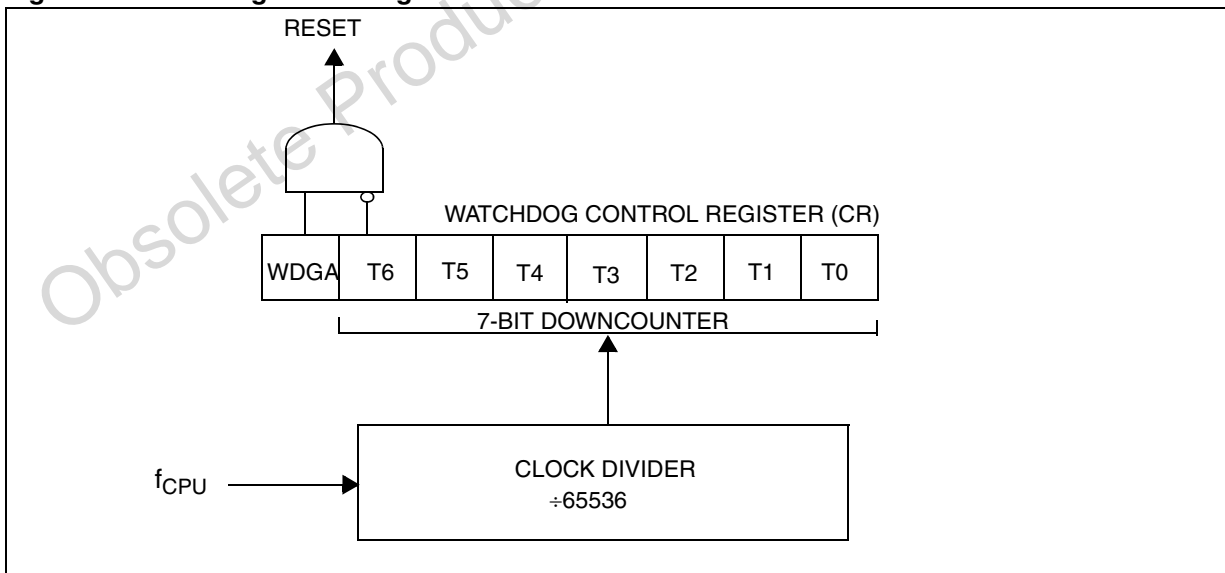 RESET
WATCHDOG CONTROL REGISTER (CR)
WDGA T6 T5 T4 T3 T2 T1 T0
7-BIT DOWNCOUNTER
fCPU
CLOCK DIVIDER
÷65536
Obsolete